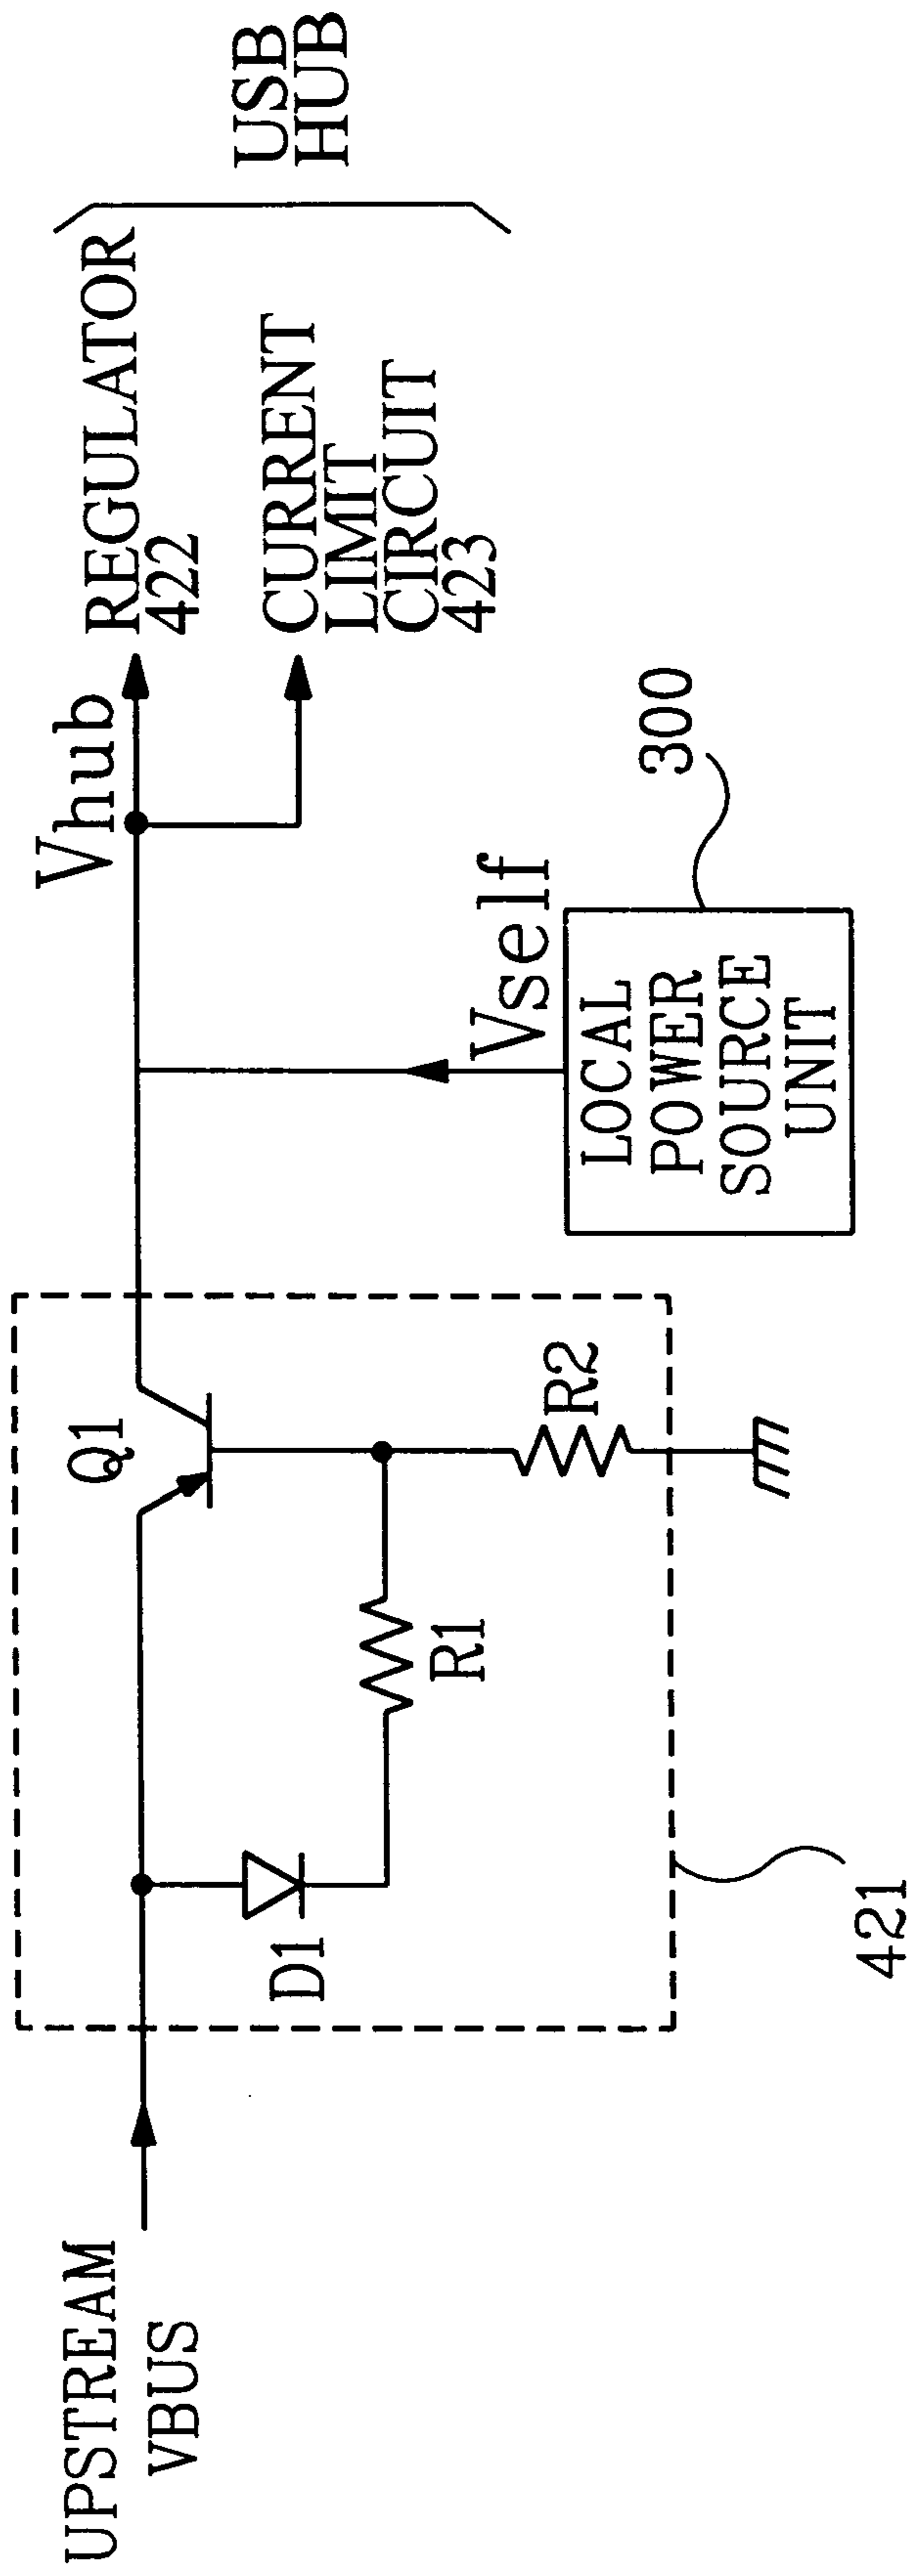 UPSTREAM
VBUS
D1
R1
Q1
R2
421
LOCAL
POWER
SOURCE
UNIT
300
Vself
Vhub
REGULATOR
422
CURRENT
LIMIT
CIRCUIT
423
USB
HUB